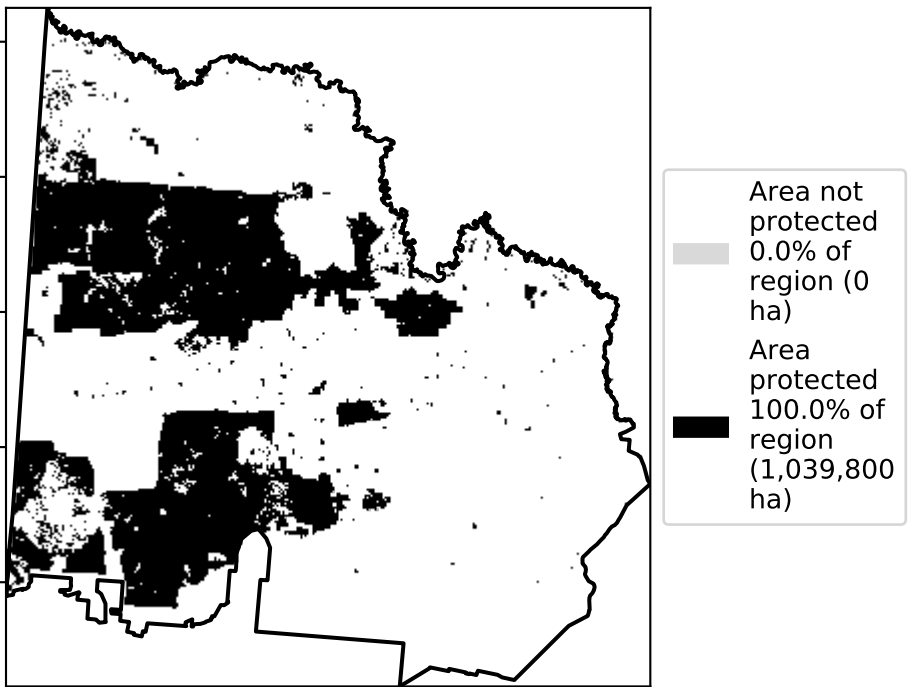 Area not
protected
0.0% of
region (0
ha)
Area
protected
100.0% of
region
(1,039,800
ha)